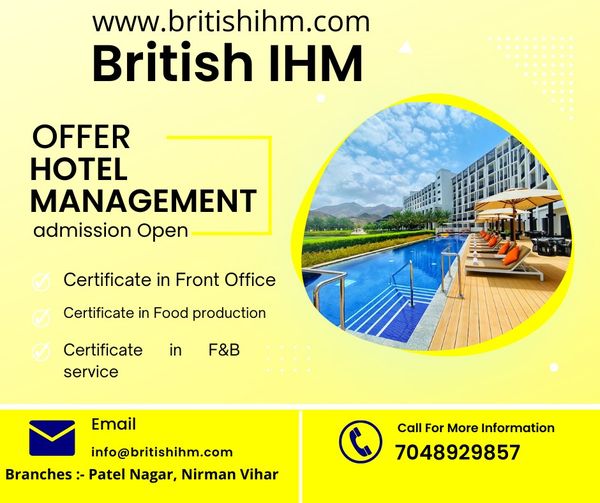 www.britishihm.com
British IHM
OFFER
HOTEL
MANAGEMENT
admission Open
Certificate in Front Office
Certificate in Food production
Certificate in F&B
service
Email
info@britishihm.com
Branches :- Patel Nagar, Nirman Vihar
Call For More Information
7048929857